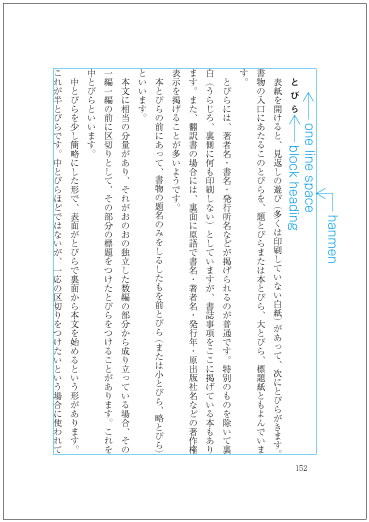 とびら
表紙を開けると、見返しの遊び(多くは印刷していない白紙)があって、次にとびらがきます。
書物の入口にあたるこのとびらを、題とびらまたは本とびら、大とびら、標題紙ともよんでいま
す。
とびらには、著者名・書名・発行所名などが掲げられるのが普通です。特別のものを除いて裏
白(うらじろ、裏側に何も印刷しない)としていますが、書誌事項をここに掲げている本もあり
ます。また、翻訳書の場合には、裏面に原語で書名・著者名・発行年・原出版社名などの著作権
表示を掲げることが多いようです。
本とびらの前にあって、書物の題名のみをしるしたもを前とびら(または小とびら、略とびら)
といいます。
本文に相当の分量があり、それがおのおの独立した数編の部分から成り立っている場合、その
一編一編の前に区切りとして、その部分の標題をつけたとびらをつけることがあります。これを
中とびらといいます。
中とびらを少し簡略にした形で、表面がとびらで裏面から本文を始めるという形があります。
これが半とびらです。中とびらほどではないが、一応の区切りをつけたいという場合に使われて
one line space
block heading
hanmen
152